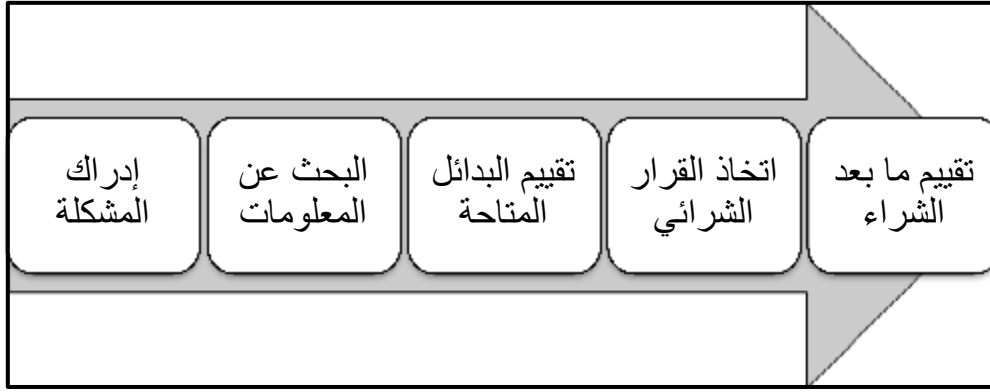 إدراك
المشكلة
البحث عن
المعلومات
تقييم البدائل
المتاحة
اتخاذ القرار
الشرائي
تقييم ما بعد
الشراء